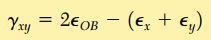 γxy = 2ϵOB − (ϵx + ϵy)